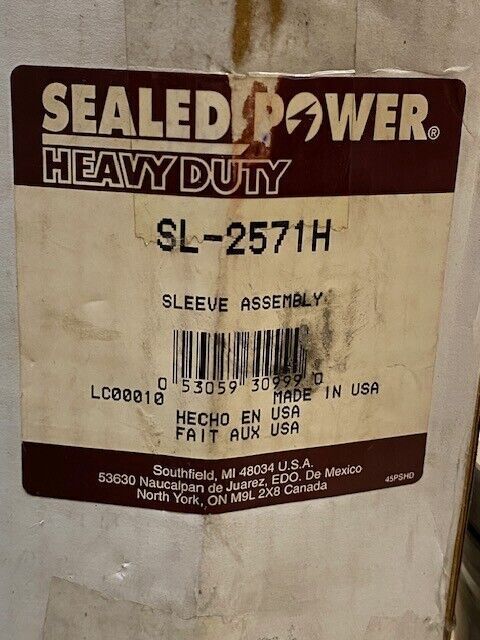 SEALED POWER®
HEAVY DUTY
SL-2571H
SLEEVE ASSEMBLY
0 53059 30999 0
LC00010 MADE IN USA
HECHO EN USA
FAIT AUX USA
Southfield, MI 48034 U.S.A.
53630 Naucalpan de Juarez, EDO. De Mexico
North York, ON M9L 2X8 Canada
45PSHD